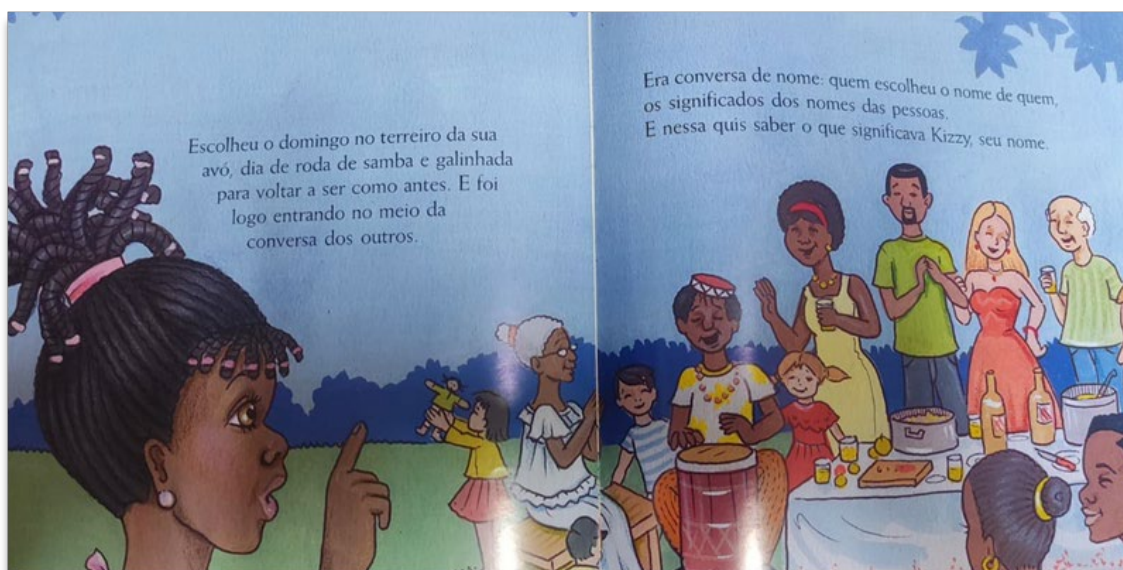 Escolheu o domingo no terreiro da sua
avó, dia de roda de samba e galinhada
para voltar a ser como antes. E foi
logo entrando no meio da
conversa dos outros.
Era conversa de nome: quem escolheu o nome de quem,
os significados dos nomes das pessoas.
E nessa quis saber o que significava Kizzy, seu nome.